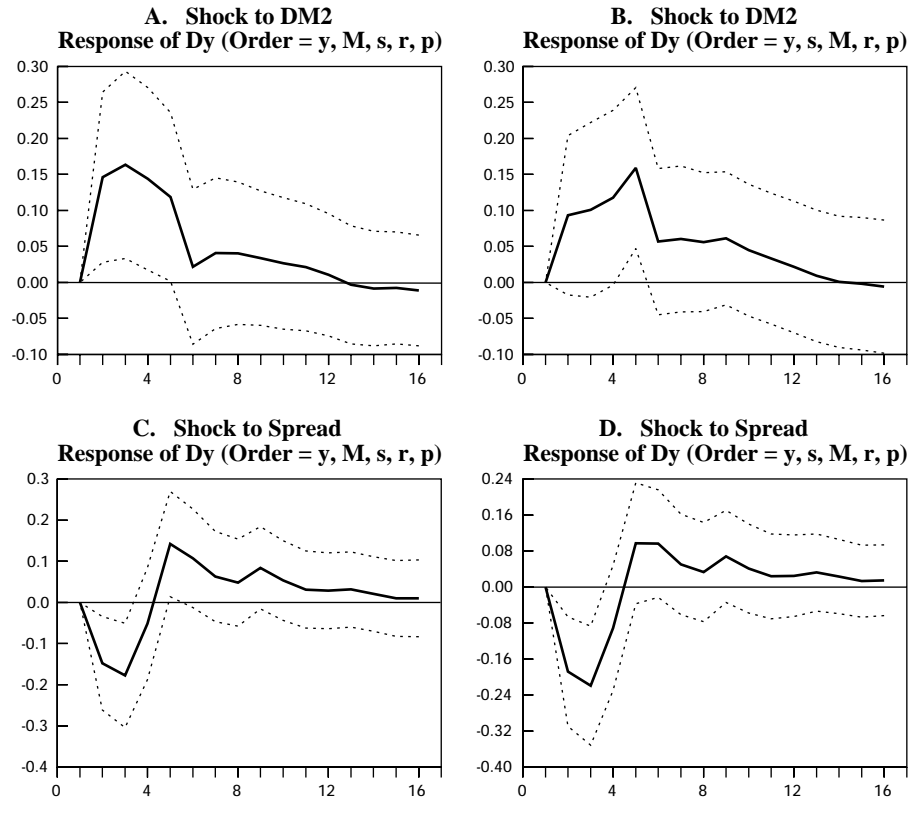 A. Shock to DM2
Response of Dy (Order = y, M, s, r, p)
0.30
0.25
0.20
0.15
0.10
0.05
0.00
-0.05
-0.10
0 4 8 12 16
B. Shock to DM2
Response of Dy (Order = y, s, M, r, p)
0.30
0.25
0.20
0.15
0.10
0.05
0.00
-0.05
-0.10
0 4 8 12 16
C. Shock to Spread
Response of Dy (Order = y, M, s, r, p)
0.3
0.2
0.1
0.0
-0.1
-0.2
-0.3
-0.4
0 4 8 12 16
D. Shock to Spread
Response of Dy (Order = y, s, M, r, p)
0.24
0.16
0.08
0.00
-0.08
-0.16
-0.24
-0.32
-0.40
0 4 8 12 16